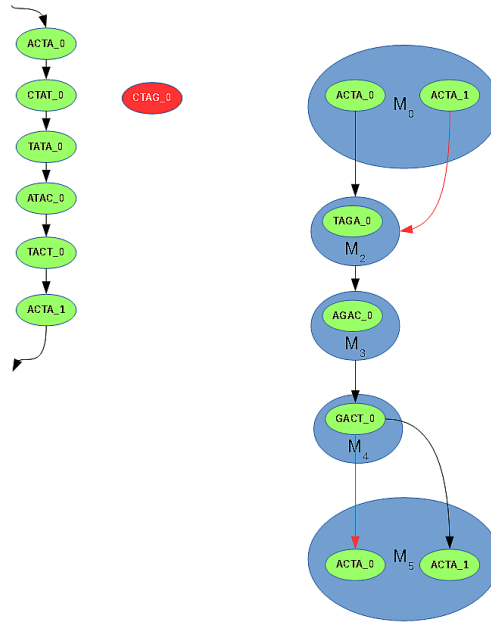 ACTA_0
CTAT_0
TATA_0
ATAC_0
TACT_0
ACTA_1
CTAG_0
ACTA_0
ACTA_1
M0
TAGA_0
M2
AGAC_0
M3
GACT_0
M4
ACTA_0
M5
ACTA_1